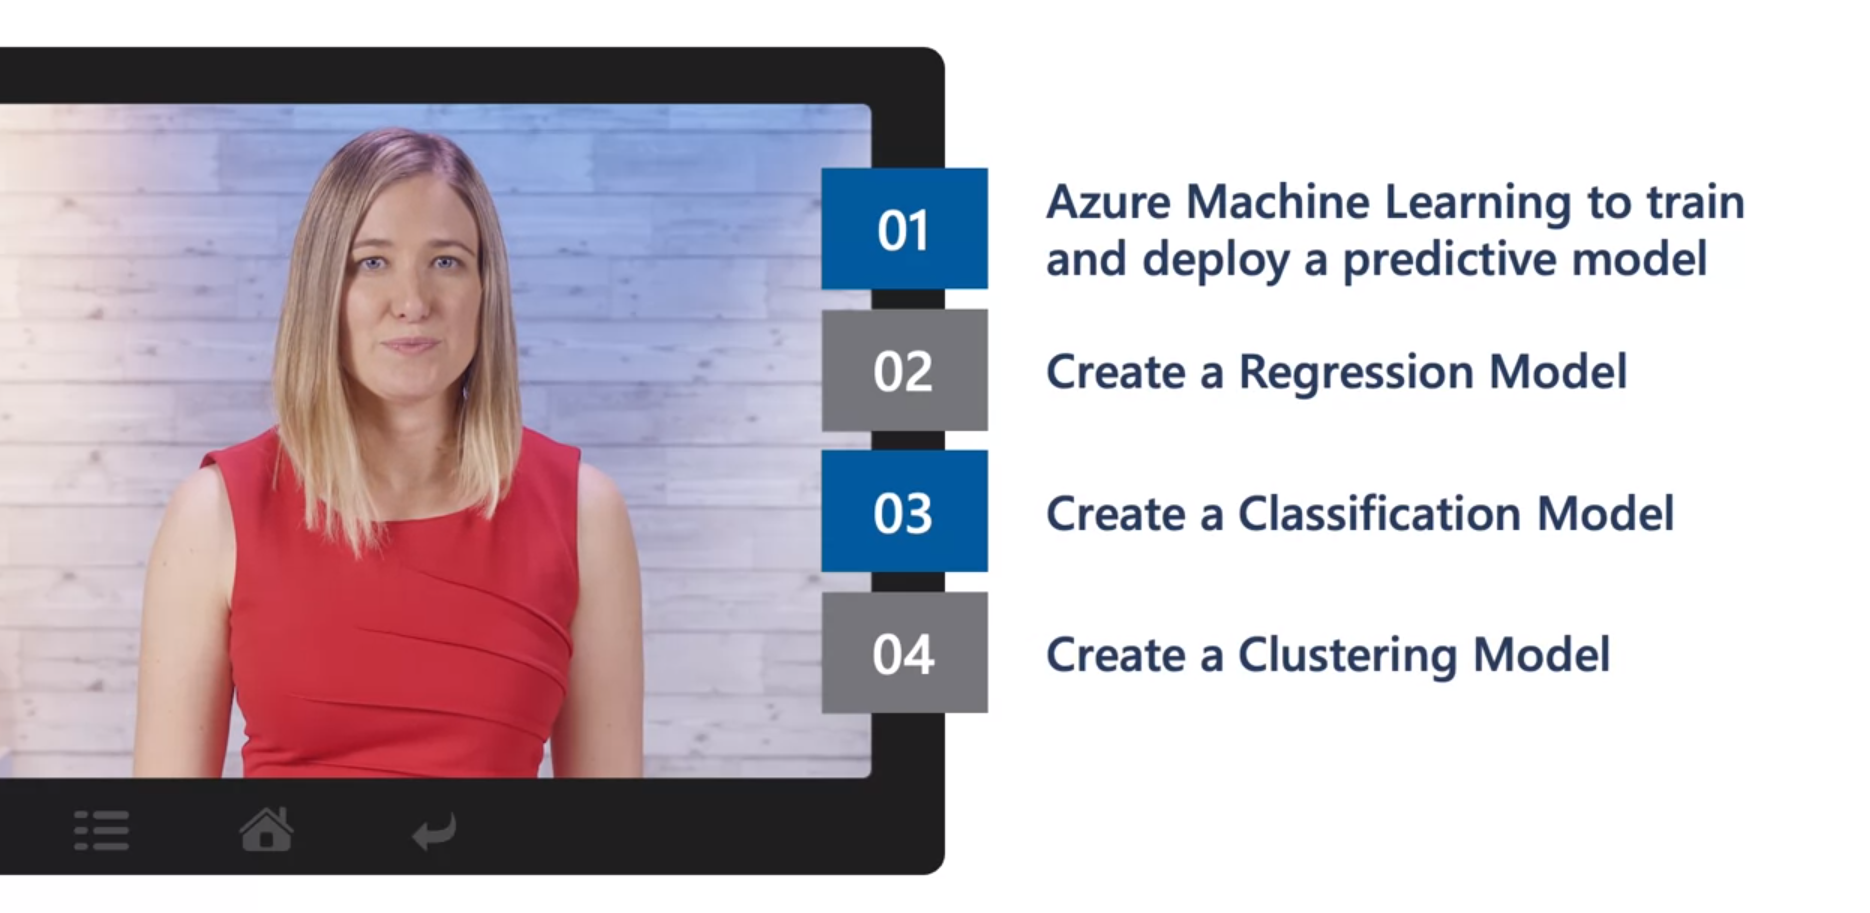 01
Azure Machine Learning to train
and deploy a predictive model
02
Create a Regression Model
03
Create a Classification Model
04
Create a Clustering Model